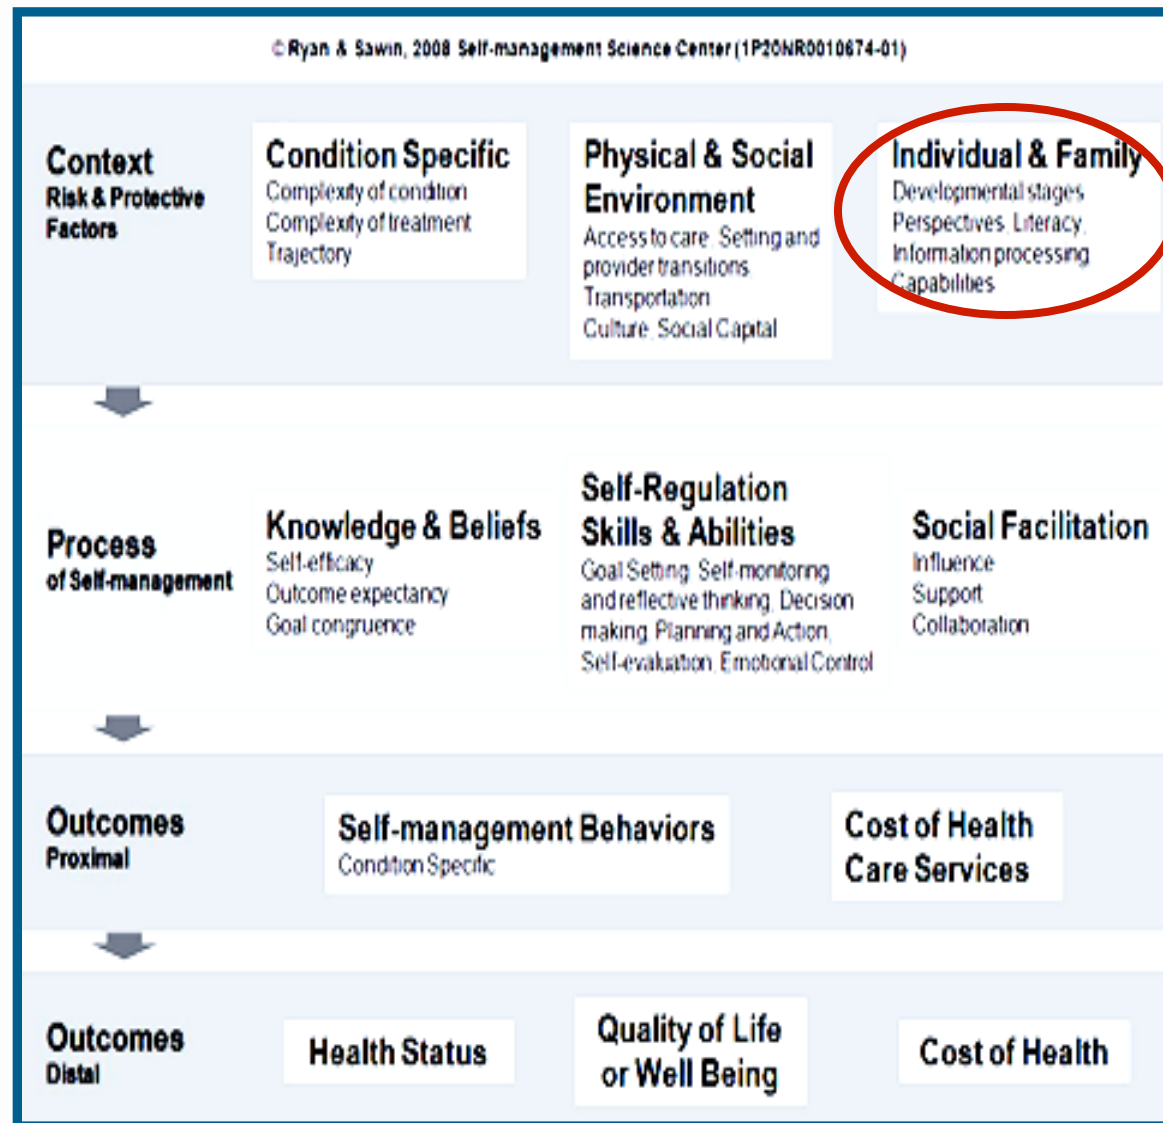 © Ryan & Sawin, 2008 Self-management Science Center (1P20NR0010674-01)
Context
Risk & Protective
Factors
Condition Specific
Complexity of condition
Complexity of treatment
Trajectory
Physical & Social
Environment
Access to care, Setting and
provider transitions
Transportation
Culture, Social Capital
Individual & Family
Developmental stages
Perspectives, Literacy,
Information processing
Capabilities
Process
of Self-management
Knowledge & Beliefs
Self-efficacy
Outcome expectancy
Goal congruence
Self-Regulation
Skills & Abilities
Goal Setting, Self-monitoring
and reflective thinking, Decision
making, Planning and Action,
Self-evaluation, Emotional Control
Social Facilitation
Influence
Support
Collaboration
Outcomes
Proximal
Self-management Behaviors
Condition Specific
Cost of Health
Care Services
Outcomes
Distal
Health Status
Quality of Life
or Well Being
Cost of Health